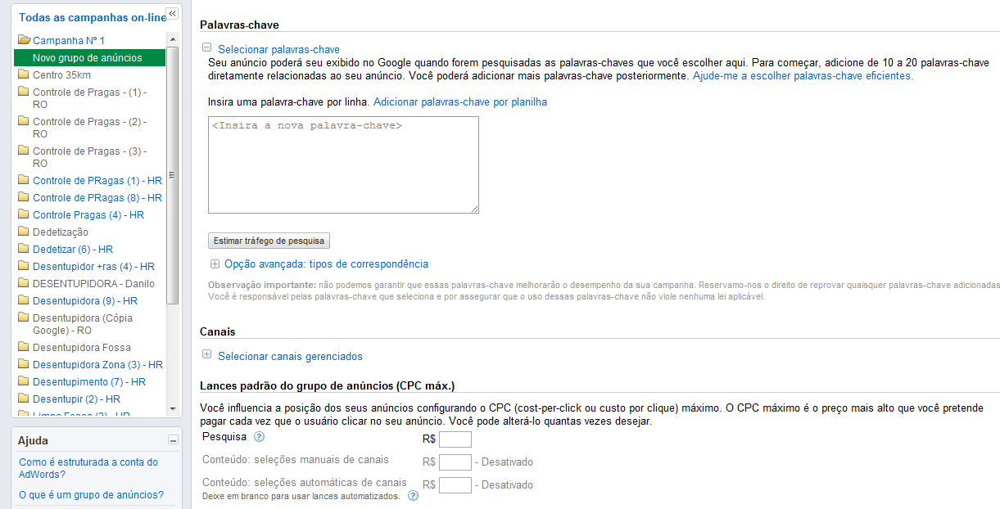 Todas as campanhas on-line
Campanha Nº 1
Novo grupo de anúncios
Centro 35km
Controle de Pragas - (1) -
RO
Controle de Pragas - (2) -
RO
Controle de Pragas - (3) -
RO
Controle de PRagas (1) - HR
Controle de PRagas (8) - HR
Controle Pragas (4) - HR
Dedetização
Dedetizar (6) - HR
Desentupidor +ras (4) - HR
DESENTUPIDORA - Danilo
Desentupidora (9) - HR
Desentupidora (Cópia
Google) - RO
Desentupidora Fossa
Desentupidora Zona (3) - HR
Desentupimento (7) - HR
Desentupir (2) - HR
Limpa Fossa (3) - HR
Ajuda
Como é estruturada a conta do
AdWords?
O que é um grupo de anúncios?
Palavras-chave
Selecionar palavras-chave
Seu anúncio poderá seu exibido no Google quando forem pesquisadas as palavras-chaves que você escolher aqui. Para começar, adicione de 10 a 20 palavras-chave
diretamente relacionadas ao seu anúncio. Você poderá adicionar mais palavras-chave posteriormente. Ajude-me a escolher palavras-chave eficientes.
Insira uma palavra-chave por linha. Adicionar palavras-chave por planilha
<Insira a nova palavra-chave>
Estimar tráfego de pesquisa
Opção avançada: tipos de correspondência
Observação importante: não podemos garantir que essas palavras-chave melhorarão o desempenho da sua campanha. Reservamo-nos o direito de reprovar quaisquer palavras-chave adicionadas
Você é responsável pelas palavras-chave que seleciona e por assegurar que o uso dessas palavras-chave não viole nenhuma lei aplicável.
Canais
Selecionar canais gerenciados
Lances padrão do grupo de anúncios (CPC máx.)
Você influencia a posição dos seus anúncios configurando o CPC (cost-per-click ou custo por clique) máximo. O CPC máximo é o preço mais alto que você pretende
pagar cada vez que o usuário clicar no seu anúncio. Você pode alterá-lo quantas vezes desejar.
Pesquisa ? R$
Conteúdo: seleções manuais de canais R$ - Desativado
Conteúdo: seleções automáticas de canais R$ - Desativado
Deixe em branco para usar lances automatizados. ?